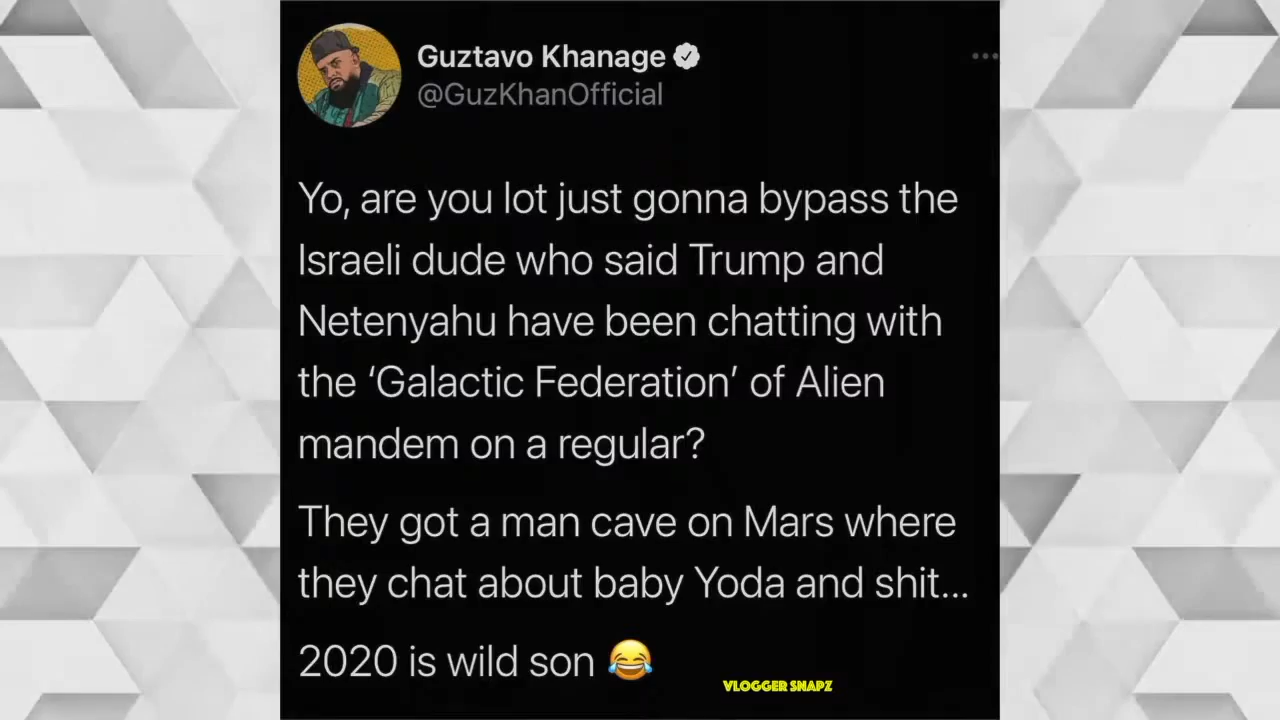 Guztavo Khanage
@GuzKhanOfficial
Yo, are you lot just gonna bypass the
Israeli dude who said Trump and
Netenyahu have been chatting with
the ‘Galactic Federation’ of Alien
mandem on a regular?
They got a man cave on Mars where
they chat about baby Yoda and shit...
2020 is wild son 😂
VLOGGER SNAPZ